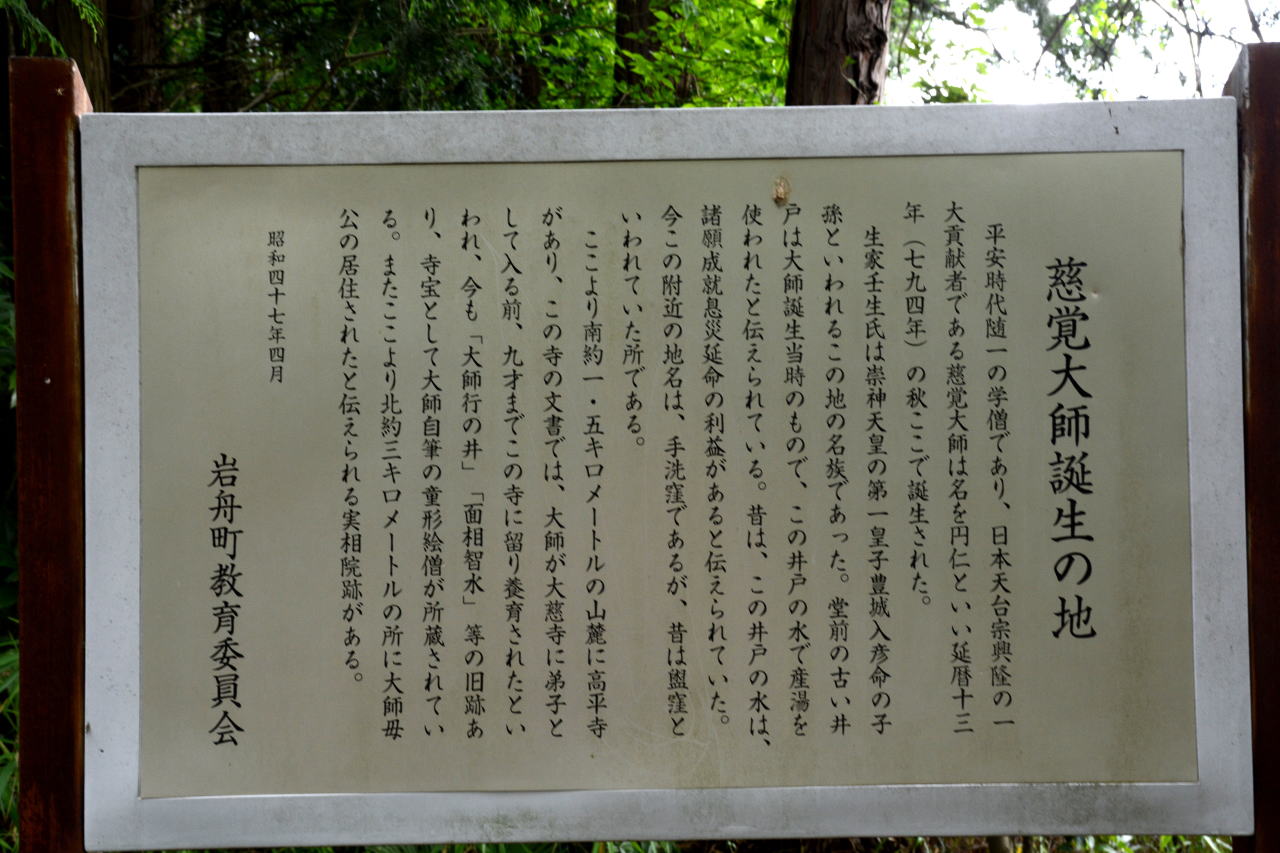 慈覚大師誕生の地
平安時代随一の学僧であり、日本天台宗興隆の一
大貢献者である慈覚大師は名を円仁といい延暦十三
年（七九四年）の秋ここで誕生された。
生家壬生氏は崇神天皇の第一皇子豊城入彦命の子
孫といわれるこの地の名族であった。堂前の古い井
戸は大師誕生当時のもので、この井戸の水で産湯を
使われたと伝えられている。昔は、この井戸の水は、
諸願成就息災延命の利益があると伝えられていた。
今この附近の地名は、手洗窪であるが、昔は盥窪と
いわれていた所である。
ここより南約一・五キロメートルの山麓に高平寺
があり、この寺の文書では、大師が大慈寺に弟子と
して入る前、九才までこの寺に留り養育されたとい
われ、今も「大師行の井」「面相智水」等の旧跡あ
り、寺宝として大師自筆の童形絵僧が所蔵されてい
る。またここより北約三キロメートルの所に大師母
公の居住されたと伝えられる実相院跡がある。
昭和四十七年四月
岩舟町教育委員会